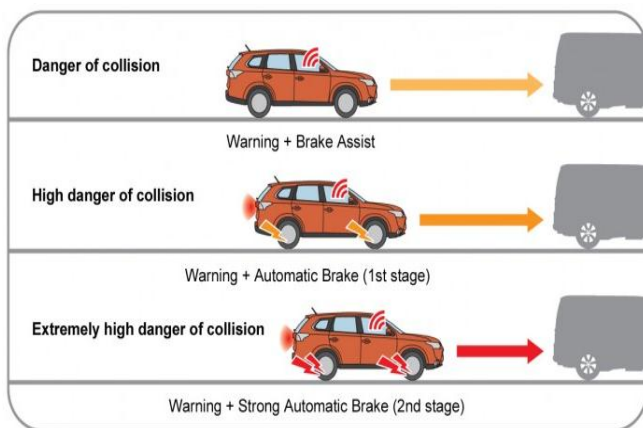 Danger of collision
Warning + Brake Assist
High danger of collision
Warning + Automatic Brake (1st stage)
Extremely high danger of collision
Warning + Strong Automatic Brake (2nd stage)